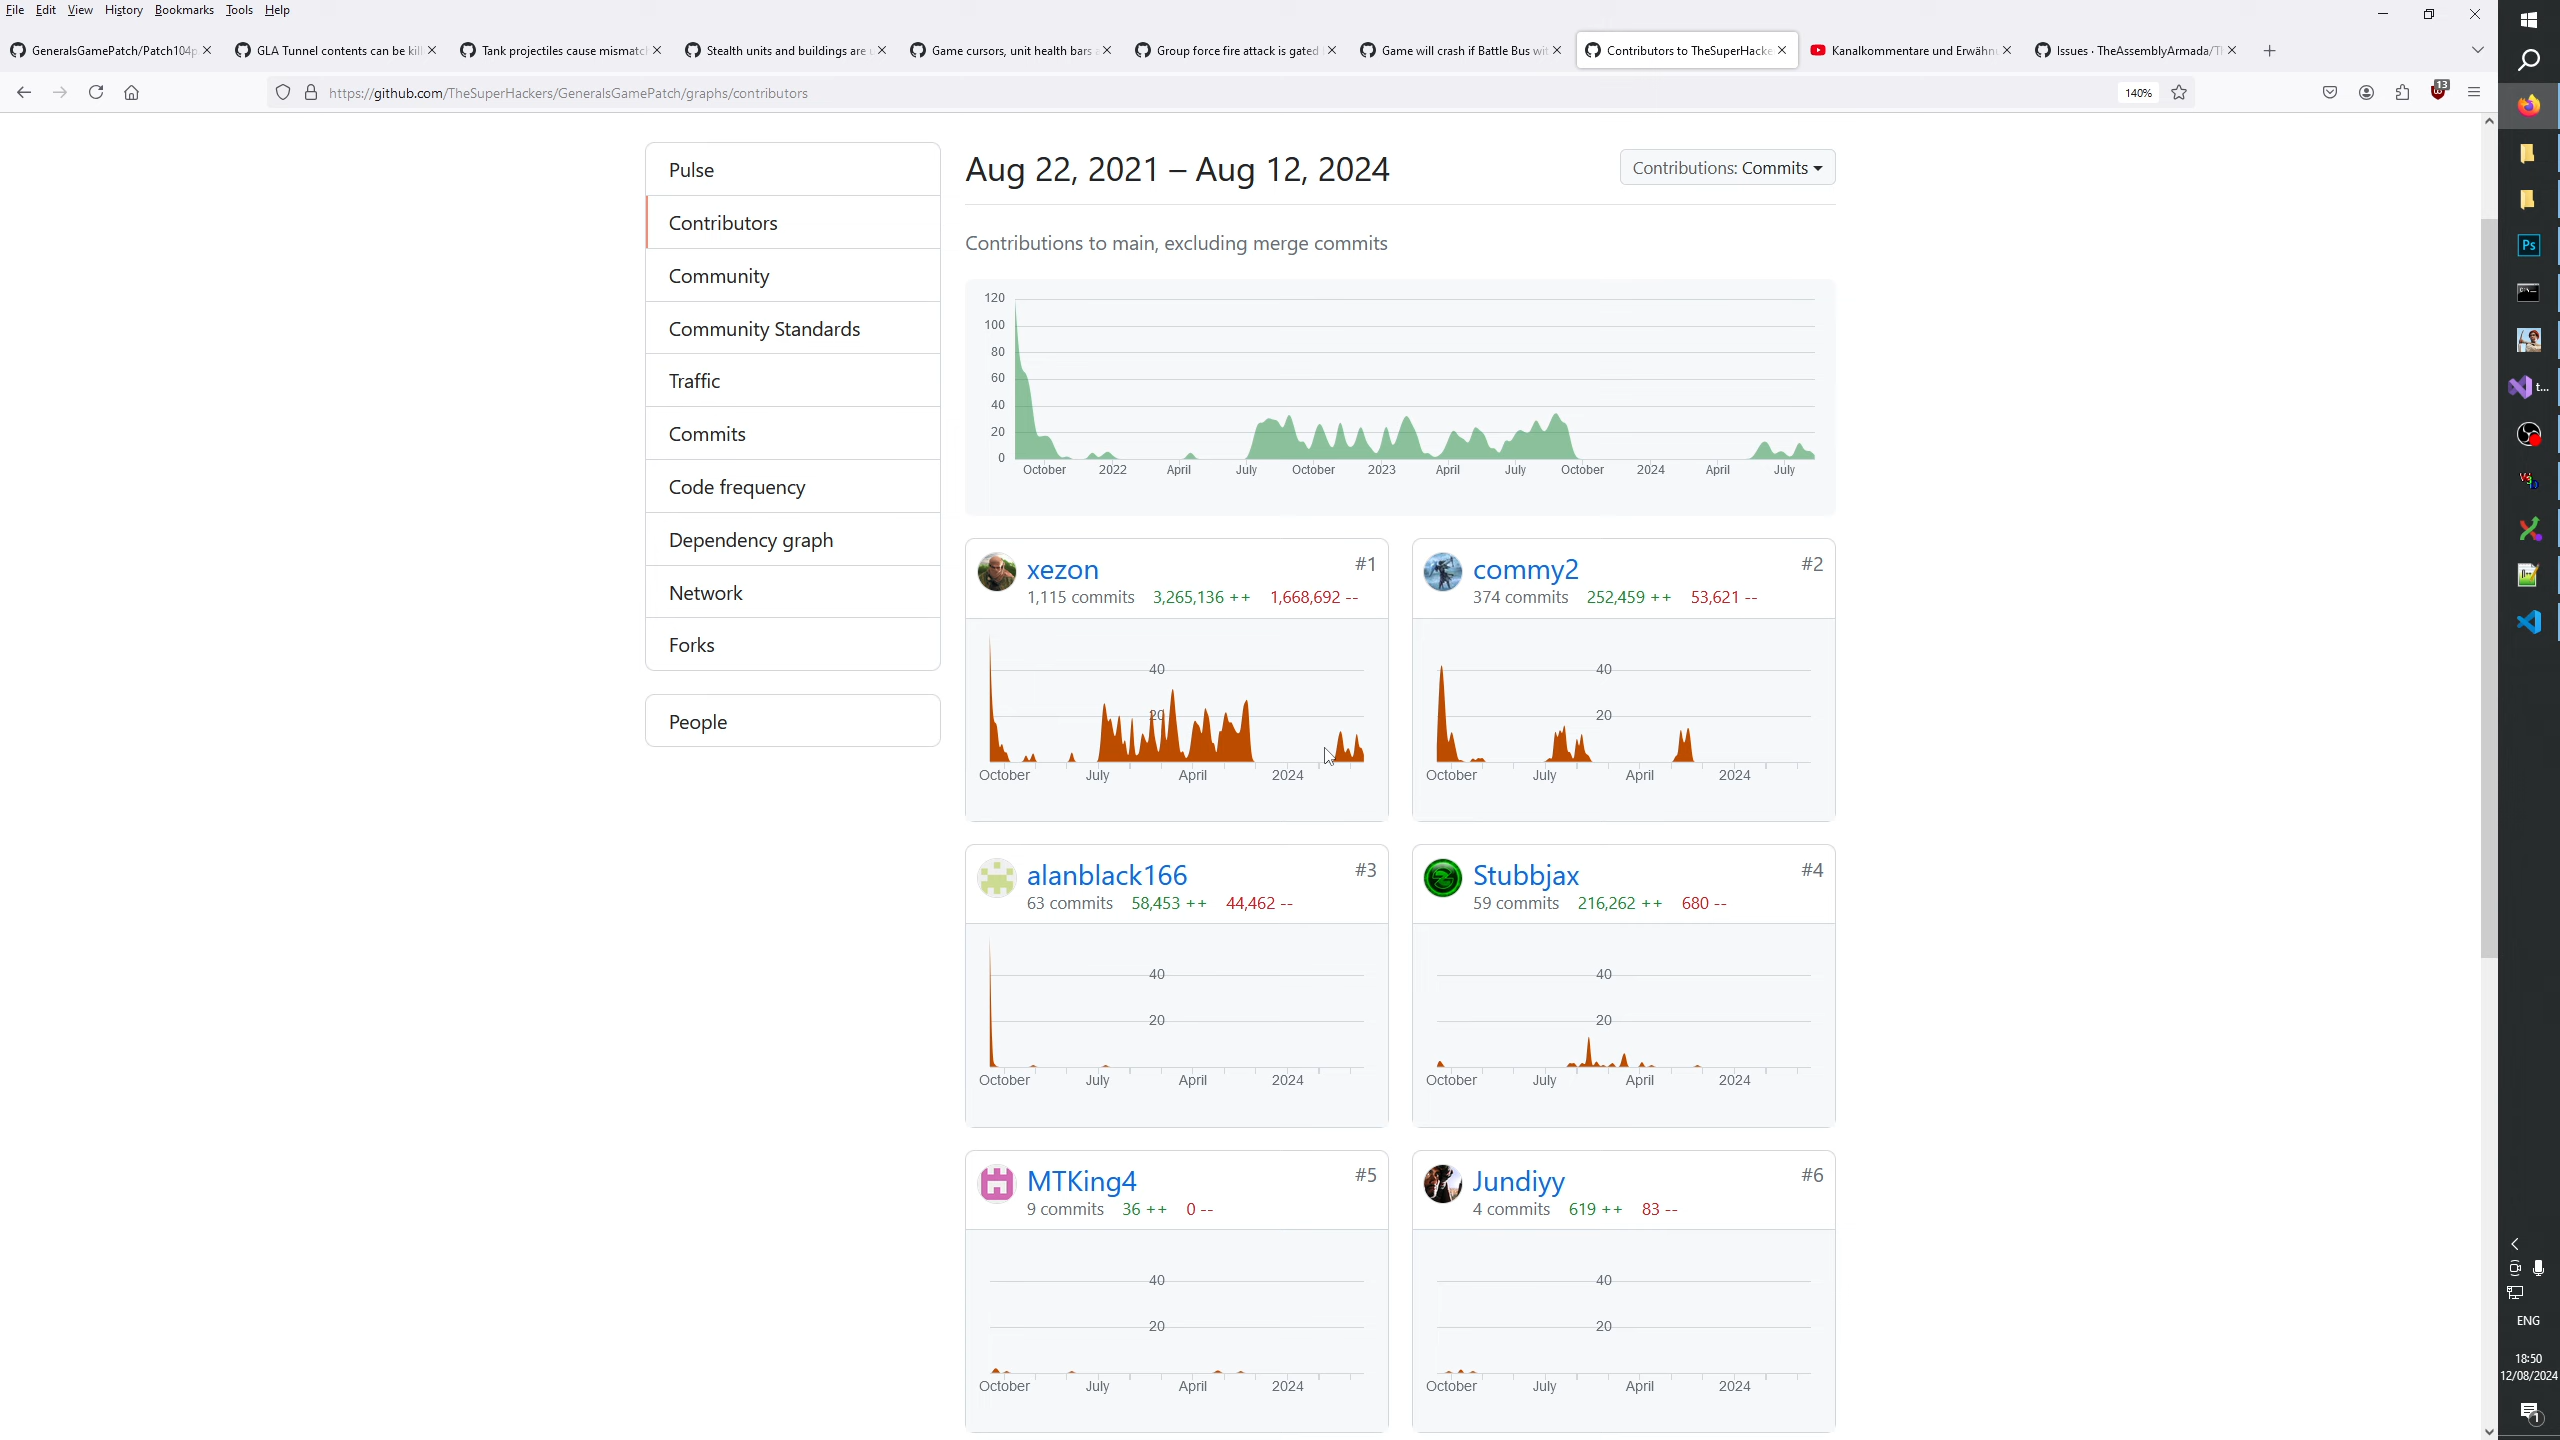 File Edit View History Bookmarks Tools Help
GeneralsGamePatch/Patch104p
GLA Tunnel contents can be kill
Tank projectiles cause mismatch
Stealth units and buildings are u
Game cursors, unit health bars a
Group force fire attack is gated
Game will crash if Battle Bus wit
Contributors to TheSuperHacke
Kanalkommentare und Erwähnu
Issues · TheAssemblyArmada/Th
https://github.com/TheSuperHackers/GeneralsGamePatch/graphs/contributors
140%
13
Pulse
Contributors
Community
Community Standards
Traffic
Commits
Code frequency
Dependency graph
Network
Forks
People
Aug 22, 2021 – Aug 12, 2024
Contributions: Commits
Contributions to main, excluding merge commits
120
100
80
60
40
20
0
October 2022 April July October 2023 April July October 2024 April July
xezon #1
1,115 commits 3,265,136 ++ 1,668,692 --
40
20
October July April 2024
commy2 #2
374 commits 252,459 ++ 53,621 --
40
20
October July April 2024
alanblack166 #3
63 commits 58,453 ++ 44,462 --
40
20
October July April 2024
Stubbjax #4
59 commits 216,262 ++ 680 --
40
20
October July April 2024
MTKing4 #5
9 commits 36 ++ 0 --
40
20
October July April 2024
Jundiyy #6
4 commits 619 ++ 83 --
40
20
October July April 2024
Ps
t...
ENG
18:50
12/08/2024
1